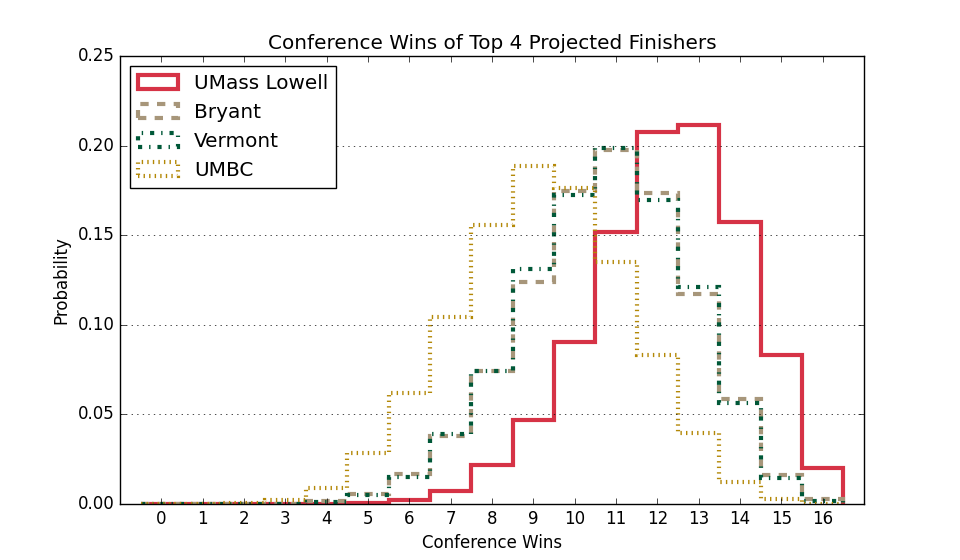 Conference Wins of Top 4 Projected Finishers
0.25
0.20
0.15
0.10
0.05
0.00
Probability
UMass Lowell
Bryant
Vermont
UMBC
0 1 2 3 4 5 6 7 8 9 10 11 12 13 14 15 16
Conference Wins